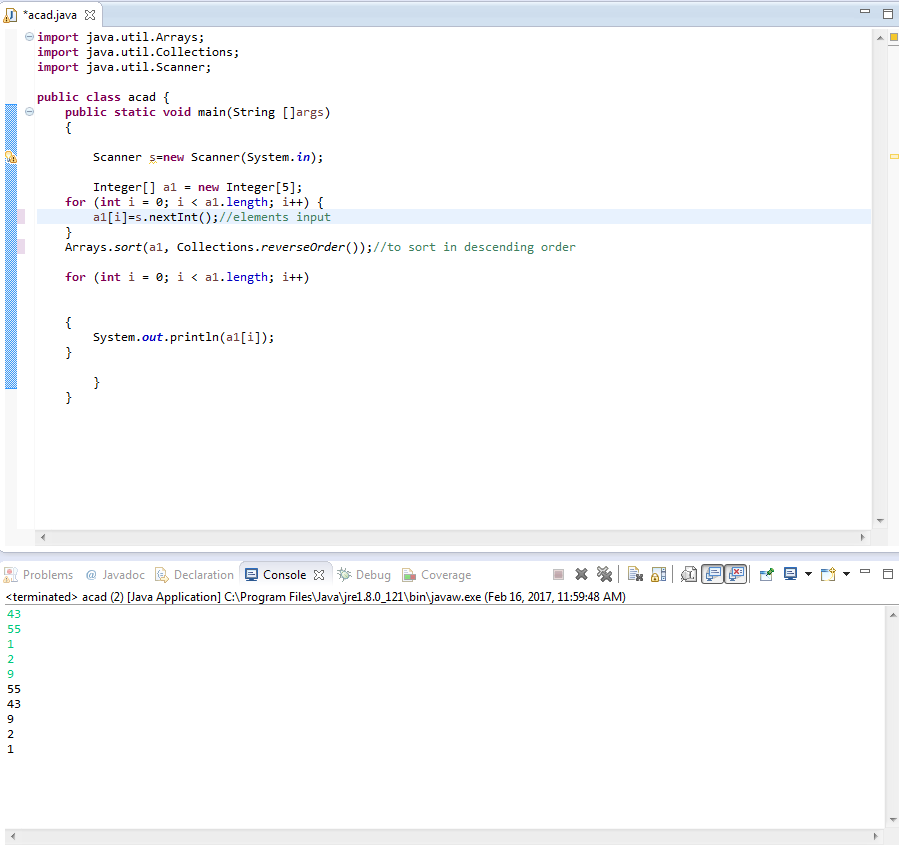 *acad.java
import java.util.Arrays;
import java.util.Collections;
import java.util.Scanner;
public class acad {
public static void main(String []args)
{
Scanner s=new Scanner(System.in);
Integer[] a1 = new Integer[5];
for (int i = 0; i < a1.length; i++) {
a1[i]=s.nextInt();//elements input
}
Arrays.sort(a1, Collections.reverseOrder());//to sort in descending order
for (int i = 0; i < a1.length; i++)
{
System.out.println(a1[i]);
}
}
}
Problems @ Javadoc Declaration Console Debug Coverage
<terminated> acad (2) [Java Application] C:\Program Files\Java\jre1.8.0_121\bin\javaw.exe (Feb 16, 2017, 11:59:48 AM)
43
55
1
2
9
55
43
9
2
1